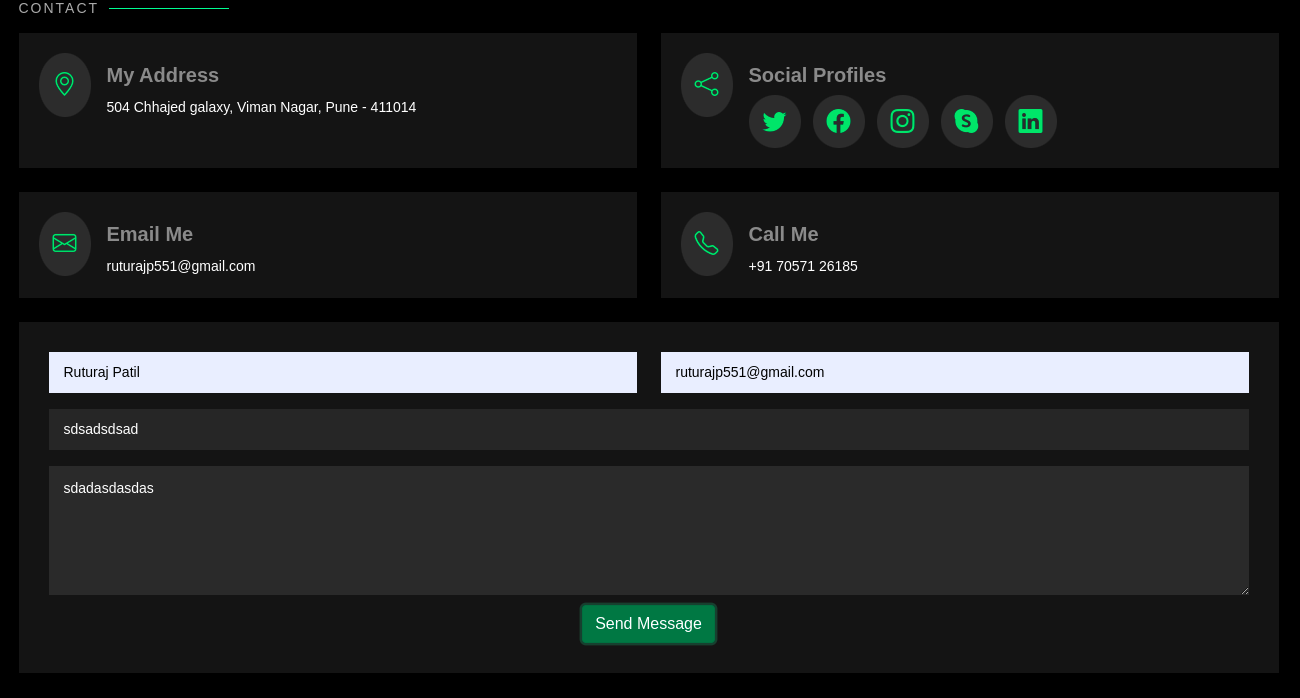 CONTACT
My Address
504 Chhajed galaxy, Viman Nagar, Pune - 411014
Social Profiles
Email Me
ruturajp551@gmail.com
Call Me
+91 70571 26185
Ruturaj Patil
ruturajp551@gmail.com
sdsadsdsad
sdadasdasdas
Send Message